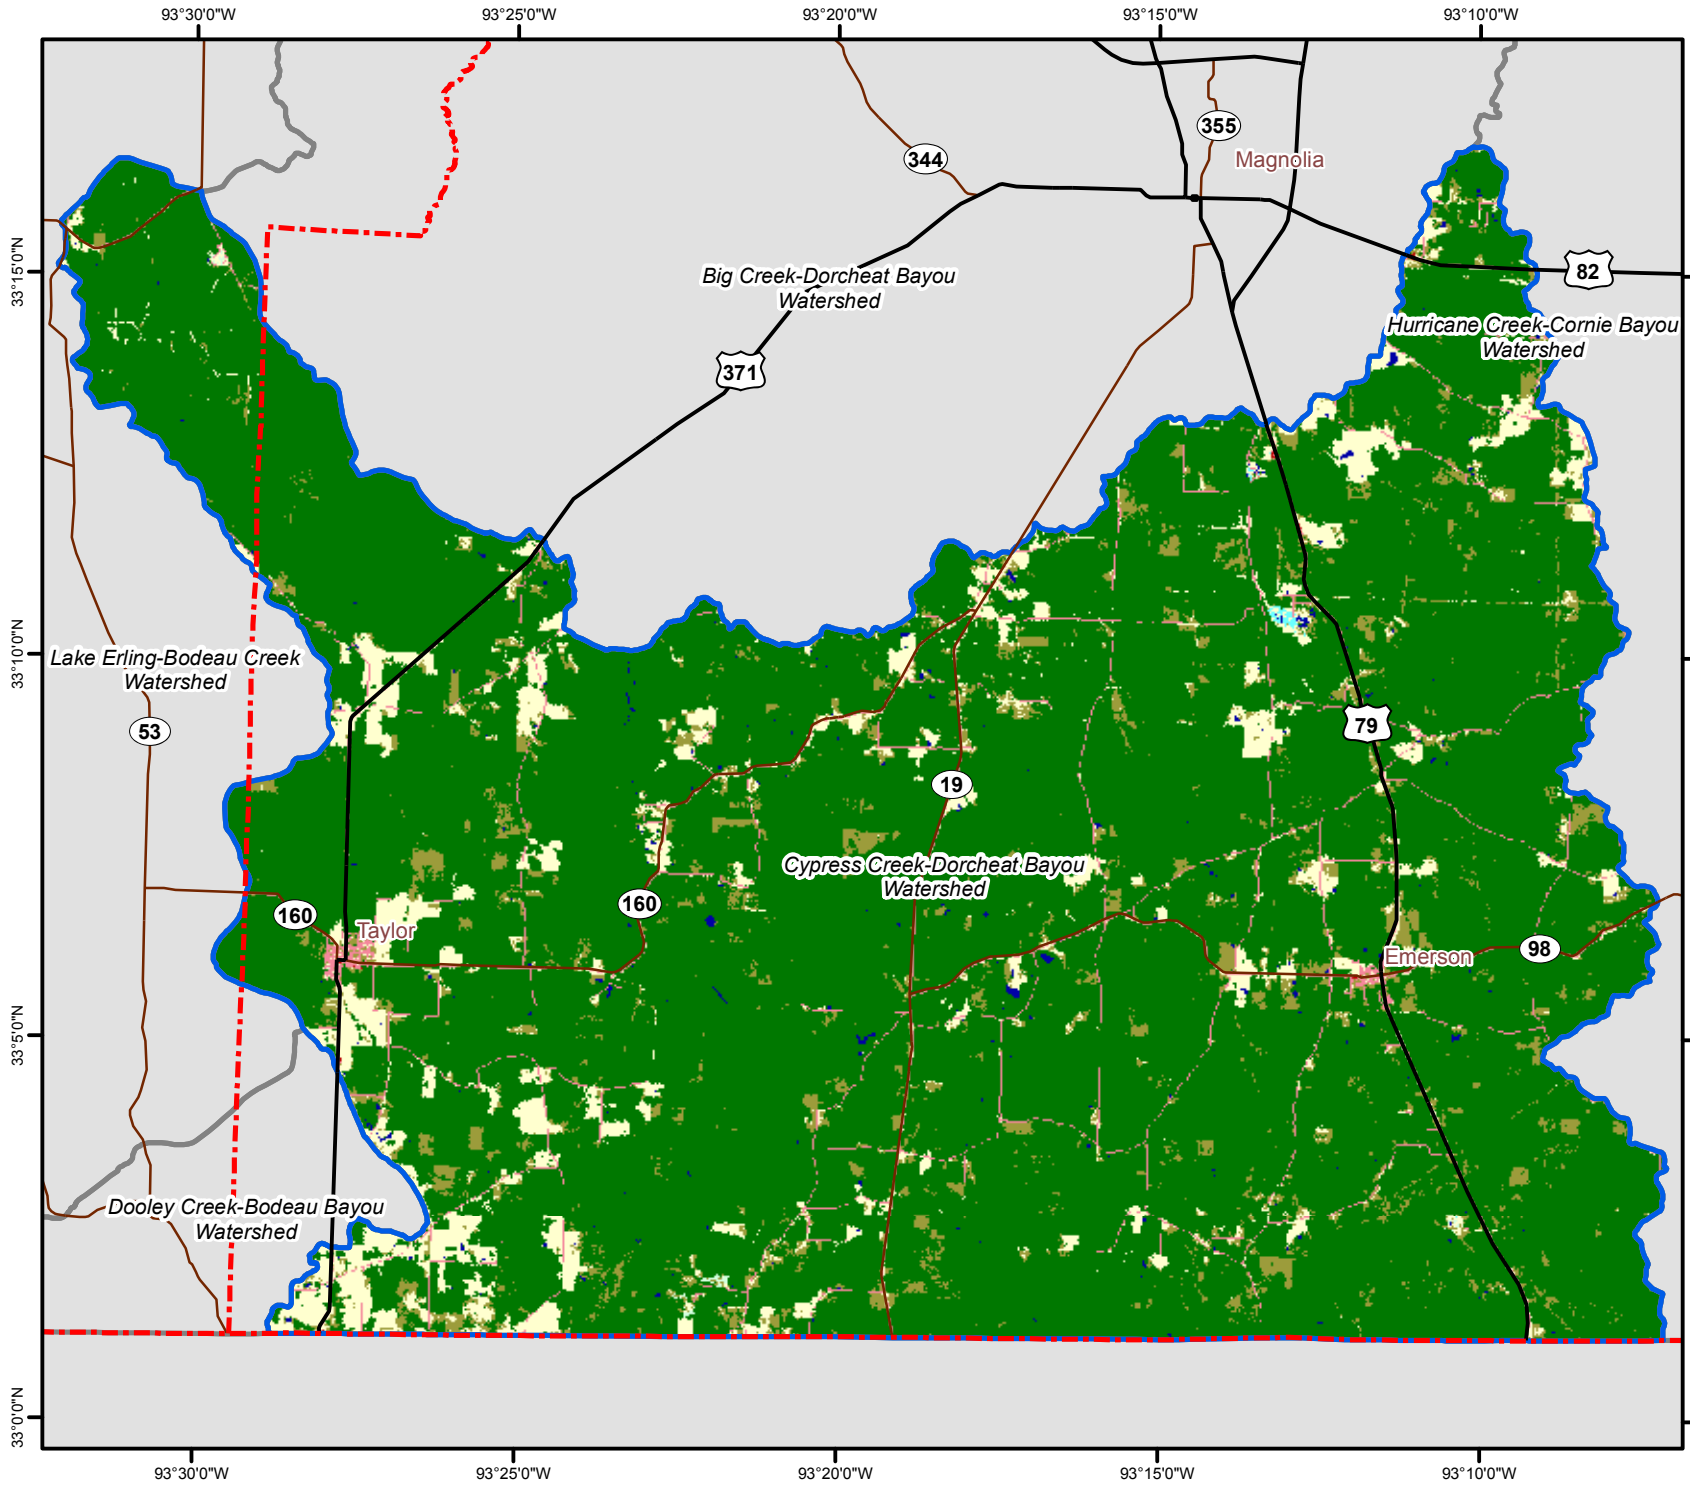 93°30'0"W
93°25'0"W
93°20'0"W
93°15'0"W
93°10'0"W
355
344
Magnolia
33°15'0"N
82
Big Creek-Dorcheat Bayou
Watershed
Hurricane Creek-Cornie Bayou
Watershed
371
33°10'0"N
Lake Erling-Bodeau Creek
Watershed
53
79
19
Cypress Creek-Dorcheat Bayou
Watershed
160
160
Taylor
98
Emerson
33°5'0"N
Dooley Creek-Bodeau Bayou
Watershed
33°0'0"N
93°30'0"W
93°25'0"W
93°20'0"W
93°15'0"W
93°10'0"W